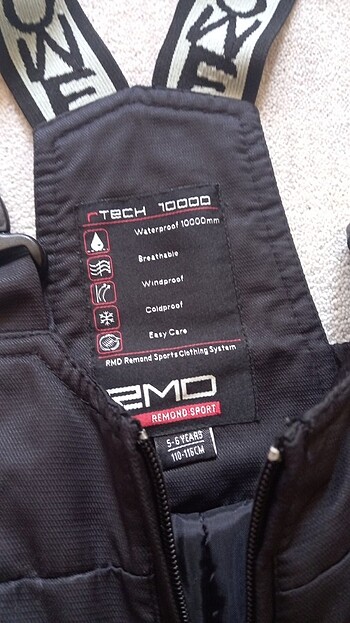 rTECH 10000
Waterproof 10000mm
Breathable
Windproof
Coldproof
Easy Care
RMD Remond Sports Clothing System
RMD
REMOND SPORT
5-6 YEARS
110-116CM